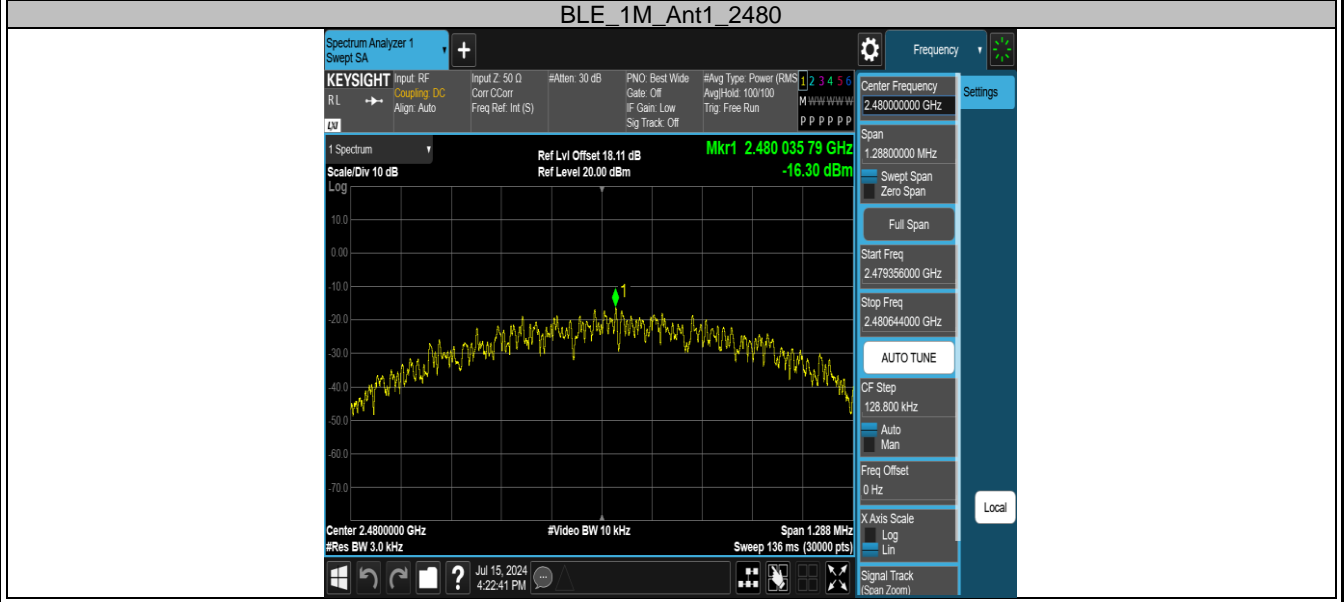 BLE_1M_Ant1_2480
Spectrum Analyzer 1
Swept SA
Frequency
KEYSIGHT
RL
LXI
Input: RF
Coupling: DC
Align: Auto
Input Z: 50 Ω
Corr CCorr
Freq Ref: Int (S)
#Atten: 30 dB
PNO: Best Wide
Gate: Off
IF Gain: Low
Sig Track: Off
#Avg Type: Power (RMS
Avg|Hold: 100/100
Trig: Free Run
1 2 3 4 5 6
M W W W W W
P P P P P P
1 Spectrum
Scale/Div 10 dB
Ref Lvl Offset 18.11 dB
Ref Level 20.00 dBm
Mkr1 2.480 035 79 GHz
-16.30 dBm
Log
10.0
0.00
-10.0
-20.0
-30.0
-40.0
-50.0
-60.0
-70.0
1
Center 2.4800000 GHz
#Res BW 3.0 kHz
#Video BW 10 kHz
Span 1.288 MHz
Sweep 136 ms (30000 pts)
Center Frequency
2.480000000 GHz
Span
1.28800000 MHz
Swept Span
Zero Span
Full Span
Start Freq
2.479356000 GHz
Stop Freq
2.480644000 GHz
AUTO TUNE
CF Step
128.800 kHz
Auto
Man
Freq Offset
0 Hz
X Axis Scale
Log
Lin
Signal Track
(Span Zoom)
Settings
Local
?
Jul 15, 2024
4:22:41 PM